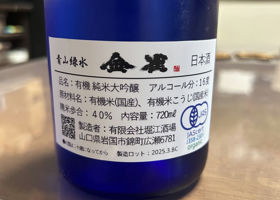 青山緑水 金雀 日本酒
品名：有機 純米大吟醸 アルコール分：16度
原材料名：有機米(国産)、有機米こうじ(国産米)
精米歩合：40% 内容量：720㎖
製造者：有限会社堀江酒場
山口県岩国市錦町広瀬6781
製造ロット：2025.3.8C
JAS
organic